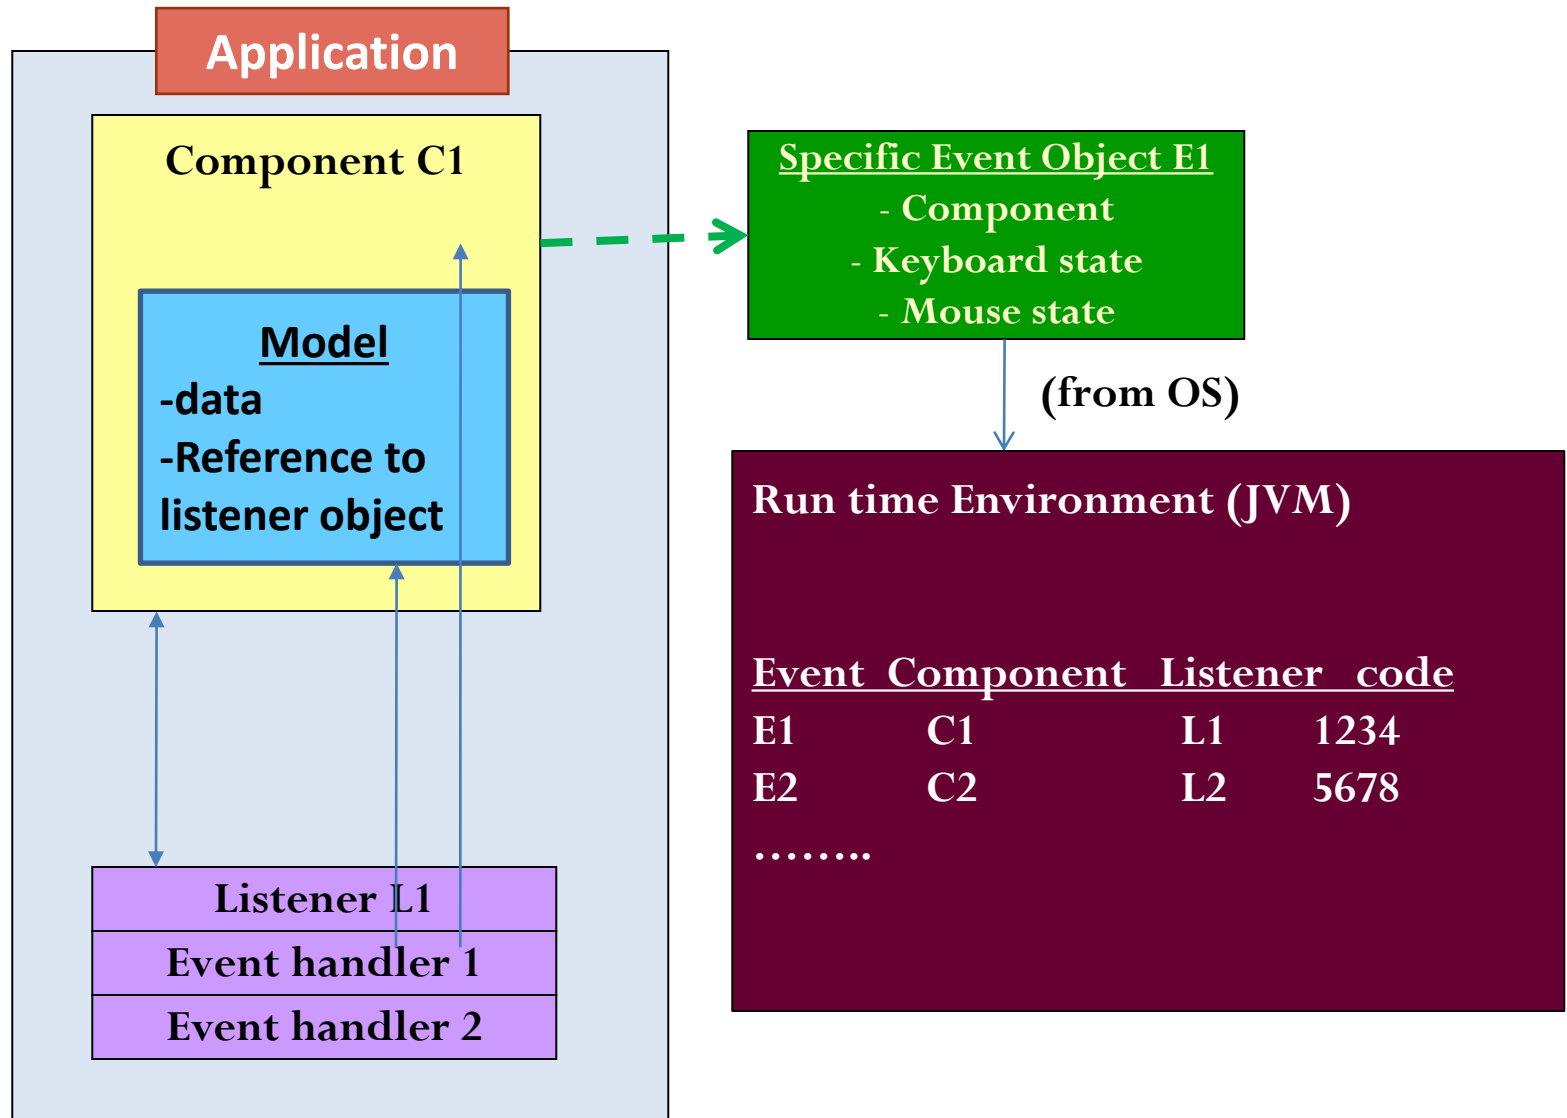 Application
Component C1
Model
-data
-Reference to
listener object
Listener L1
Event handler 1
Event handler 2
Specific Event Object E1
- Component
- Keyboard state
- Mouse state
(from OS)
Run time Environment (JVM)
Event Component Listener code
E1 C1 L1 1234
E2 C2 L2 5678
……..